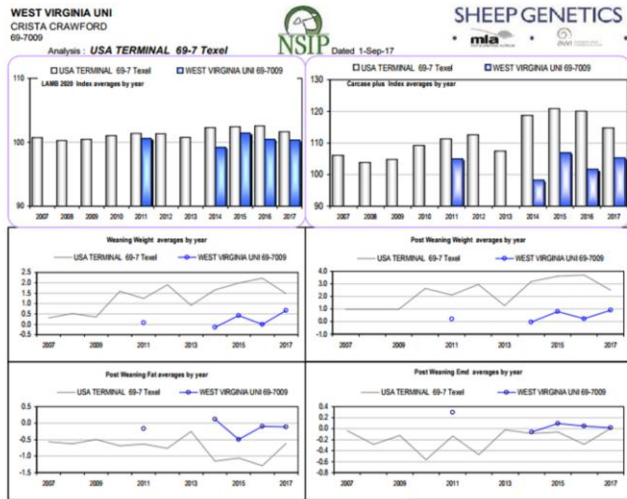 WEST VIRGINIA UNI
CRISTA CRAWFORD
69-7009
Analysis : USA TERMINAL 69-7 Texel
NSIP
Dated 1-Sep-17
SHEEP GENETICS
mla
awi
USA TERMINAL 69-7 Texel WEST VIRGINIA UNI 69-7009
LAMB 2020 Index averages by year
110
100
90
2007 2008 2009 2010 2011 2012 2013 2014 2015 2016 2017
USA TERMINAL 69-7 Texel WEST VIRGINIA UNI 69-7009
Carcase plus Index averages by year
130
120
110
100
90
2007 2008 2009 2010 2011 2012 2013 2014 2015 2016 2017
Weaning Weight averages by year
USA TERMINAL 69-7 Texel WEST VIRGINIA UNI 69-7009
2.5
2.0
1.5
1.0
0.5
0.0
-0.5
2007 2009 2011 2013 2015 2017
Post Weaning Weight averages by year
USA TERMINAL 69-7 Texel WEST VIRGINIA UNI 69-7009
4.0
3.0
2.0
1.0
0.0
-1.0
2007 2009 2011 2013 2015 2017
Post Weaning Fat averages by year
USA TERMINAL 69-7 Texel WEST VIRGINIA UNI 69-7009
0.5
0.0
-0.5
-1.0
-1.5
2007 2009 2011 2013 2015 2017
Post Weaning Emd averages by year
USA TERMINAL 69-7 Texel WEST VIRGINIA UNI 69-7009
0.4
0.2
0.0
-0.2
-0.4
-0.6
-0.8
2007 2009 2011 2013 2015 2017